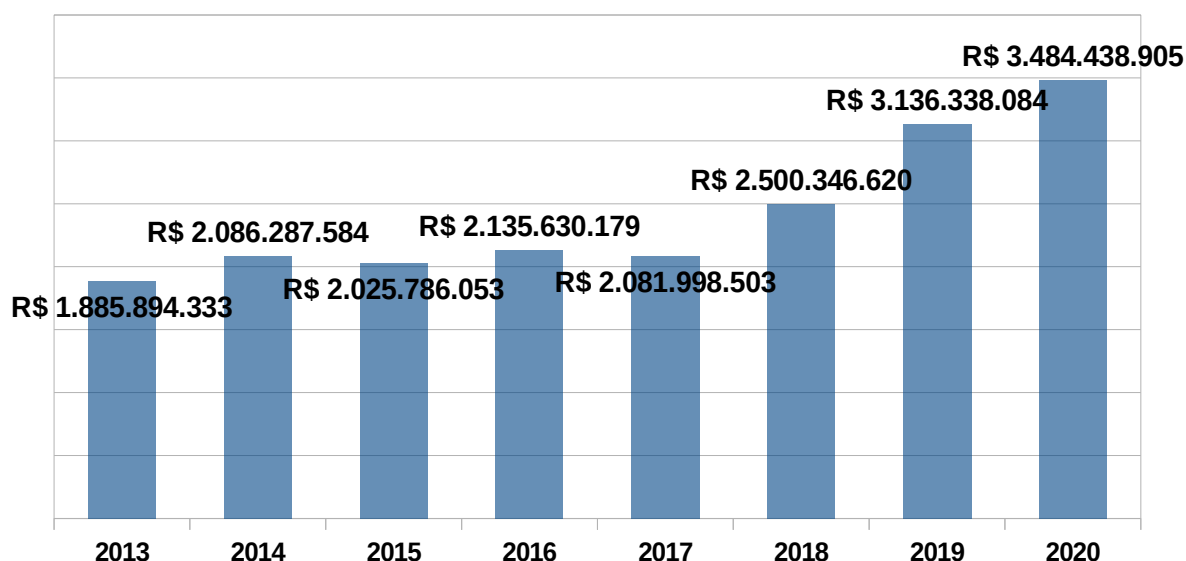 R$ 3.484.438.905
R$ 3.136.338.084
R$ 2.500.346.620
R$ 2.135.630.179
R$ 2.086.287.584
R$ 2.081.998.503
R$ 2.025.786.053
R$ 1.885.894.333
2013 2014 2015 2016 2017 2018 2019 2020